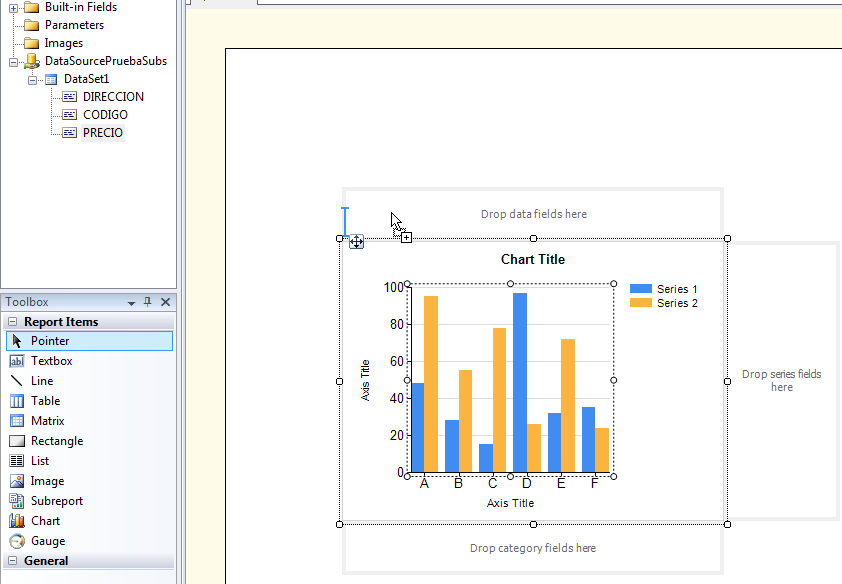 Built-in Fields
Parameters
Images
DataSourcePruebaSubs
DataSet1
DIRECCION
CODIGO
PRECIO
Toolbox
Report Items
Pointer
Textbox
Line
Table
Matrix
Rectangle
List
Image
Subreport
Chart
Gauge
General
Drop data fields here
Chart Title
Series 1
Series 2
100
80
60
40
20
0
Axis Title
A B C D E F
Axis Title
Drop series fields
here
Drop category fields here